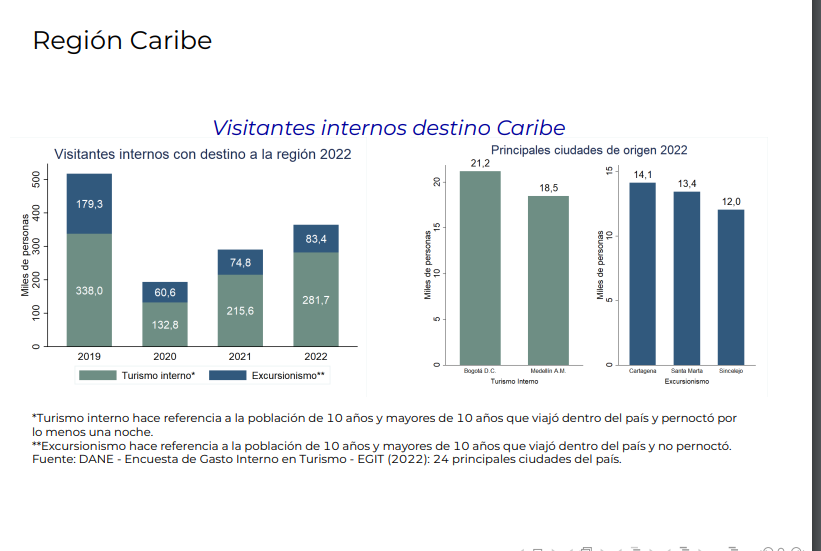 Región Caribe
Visitantes internos destino Caribe
Visitantes internos con destino a la región 2022
Miles de personas
500
400
300
200
100
0
179,3
338,0
60,6
132,8
74,8
215,6
83,4
281,7
2019 2020 2021 2022
Turismo interno* Excursionismo**
Principales ciudades de origen 2022
Miles de personas
20
15
10
5
0
21,2
18,5
Bogotá D.C. Medellín A.M.
Turismo Interno
Miles de personas
15
10
5
0
14,1
13,4
12,0
Cartagena Santa Marta Sincelejo
Excursionismo
*Turismo interno hace referencia a la población de 10 años y mayores de 10 años que viajó dentro del país y pernoctó por
lo menos una noche.
**Excursionismo hace referencia a la población de 10 años y mayores de 10 años que viajó dentro del país y no pernoctó.
Fuente: DANE - Encuesta de Gasto Interno en Turismo - EGIT (2022): 24 principales ciudades del país.